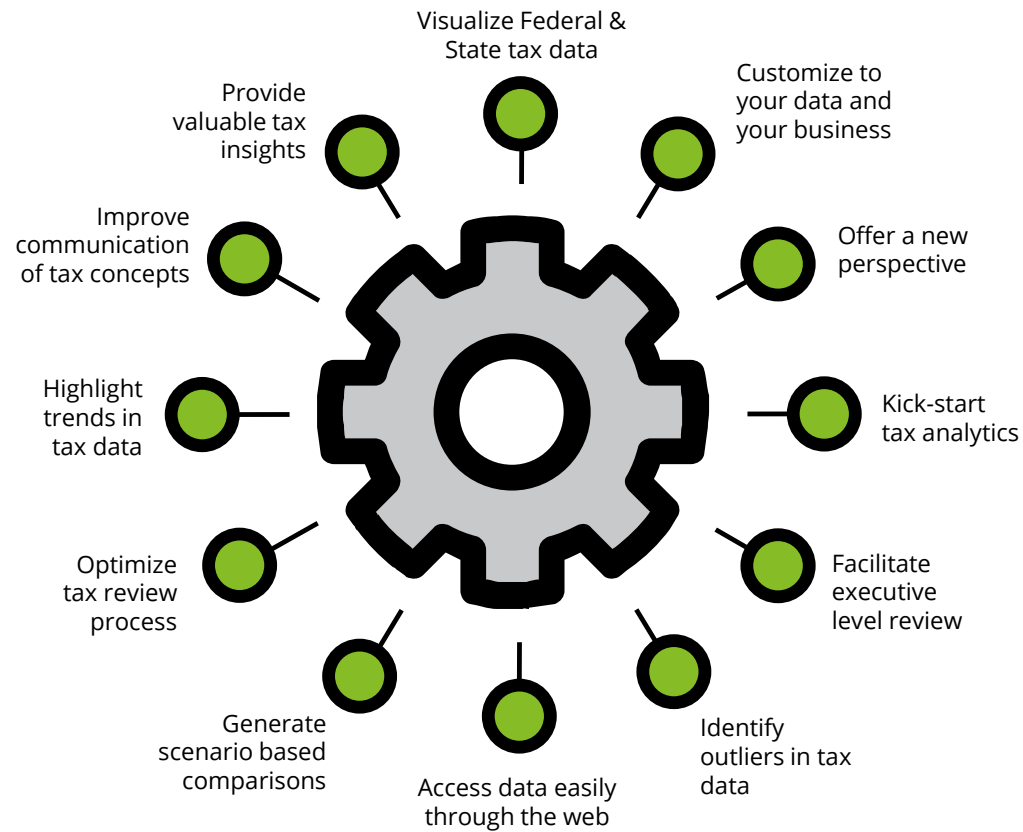 Visualize Federal &
State tax data
Customize to
your data and
your business
Offer a new
perspective
Kick-start
tax analytics
Facilitate
executive
level review
Identify
outliers in tax
data
Access data easily
through the web
Generate
scenario based
comparisons
Optimize
tax review
process
Highlight
trends in
tax data
Improve
communication
of tax concepts
Provide
valuable tax
insights